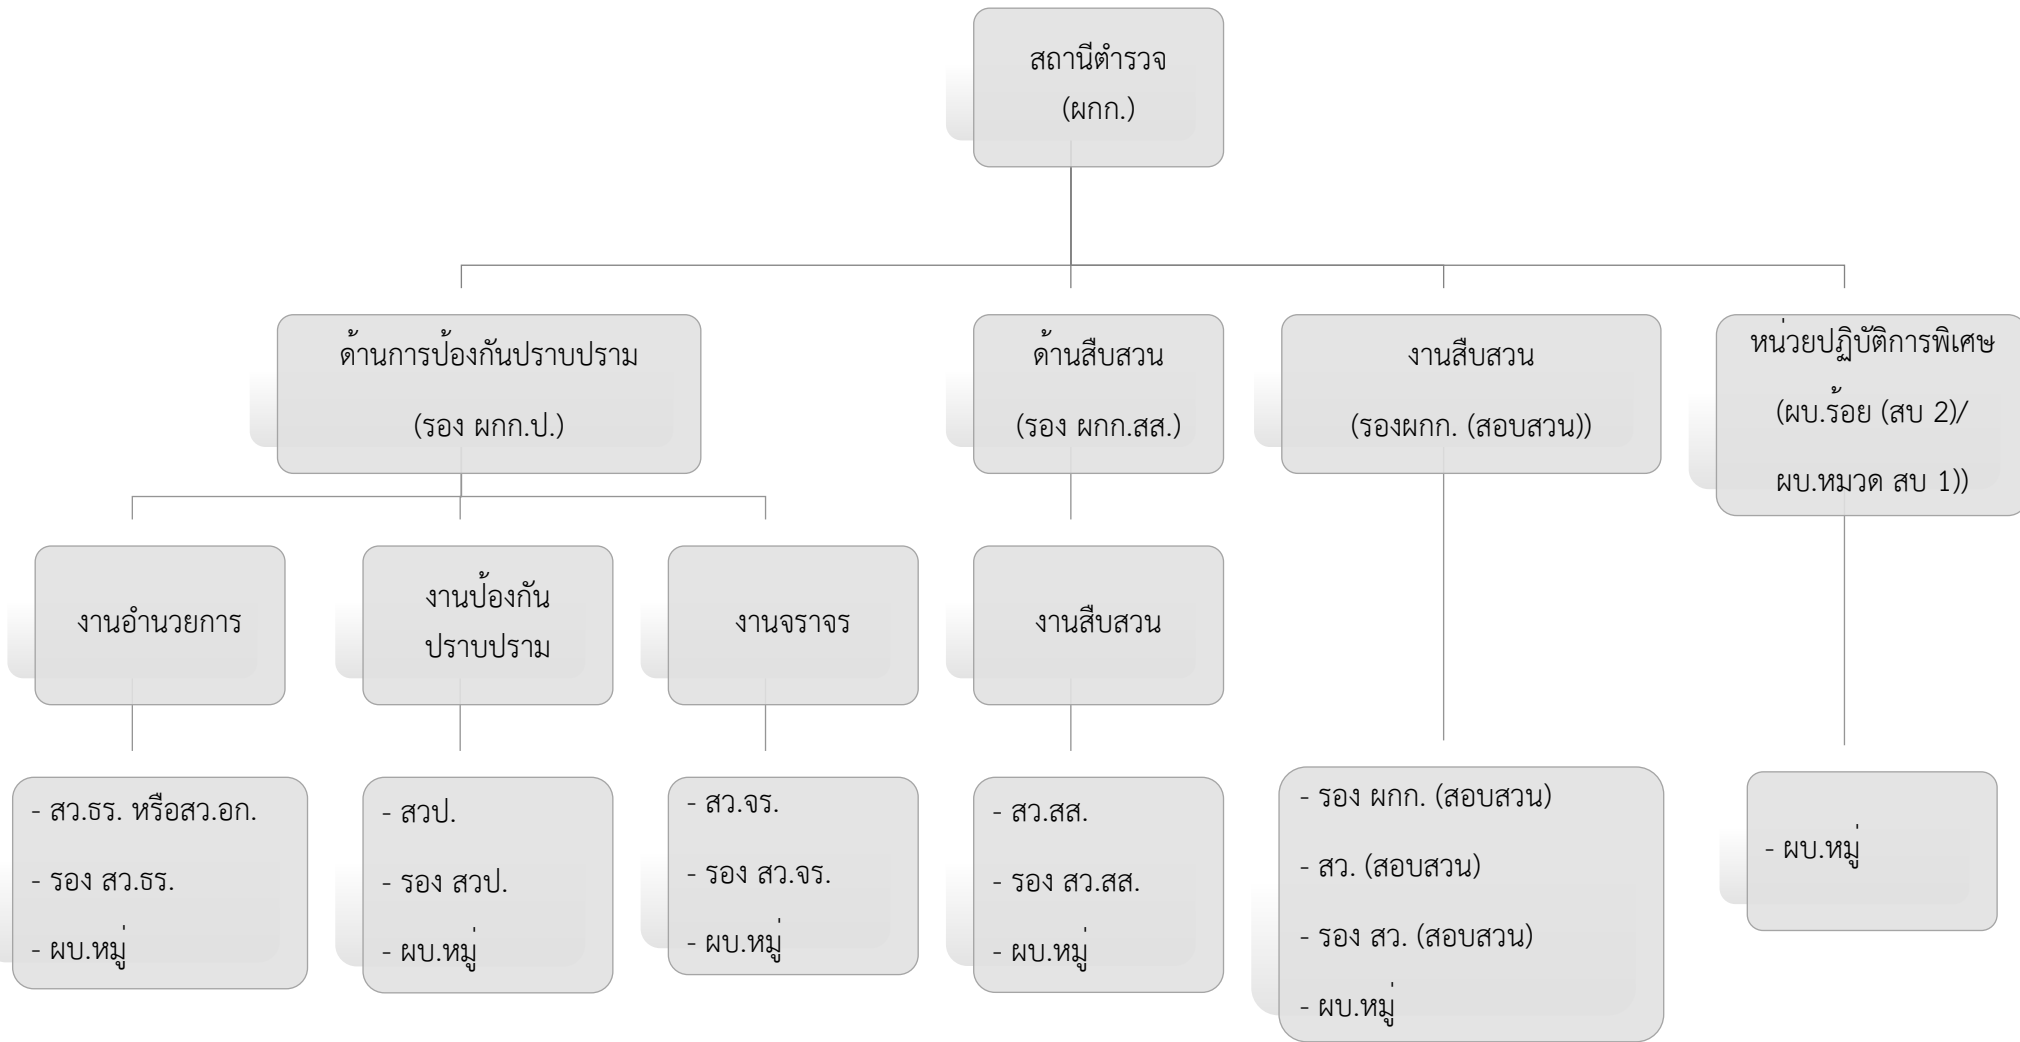 สถานีตำรวจ
(ผกก.)
ด้านการป้องกันปราบปราม
(รอง ผกก.ป.)
ด้านสืบสวน
(รอง ผกก.สส.)
งานสืบสวน
(รองผกก. (สอบสวน))
หน่วยปฏิบัติการพิเศษ
(ผบ.ร้อย (สบ 2)/
ผบ.หมวด สบ 1))
งานอำนวยการ
งานป้องกัน
ปราบปราม
งานจราจร
งานสืบสวน
- สว.ธร. หรือสว.อก.
- รอง สว.ธร.
- ผบ.หมู่
- สวป.
- รอง สวป.
- ผบ.หมู่
- สว.จร.
- รอง สว.จร.
- ผบ.หมู่
- สว.สส.
- รอง สว.สส.
- ผบ.หมู่
- รอง ผกก. (สอบสวน)
- สว. (สอบสวน)
- รอง สว. (สอบสวน)
- ผบ.หมู่
- ผบ.หมู่